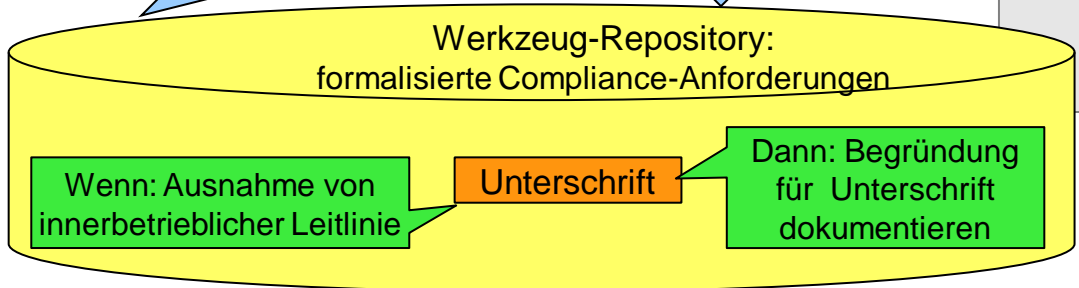 Werkzeug-Repository:
formalisierte Compliance-Anforderungen
Wenn: Ausnahme von
innerbetrieblicher Leitlinie
Unterschrift
Dann: Begründung
für Unterschrift
dokumentieren